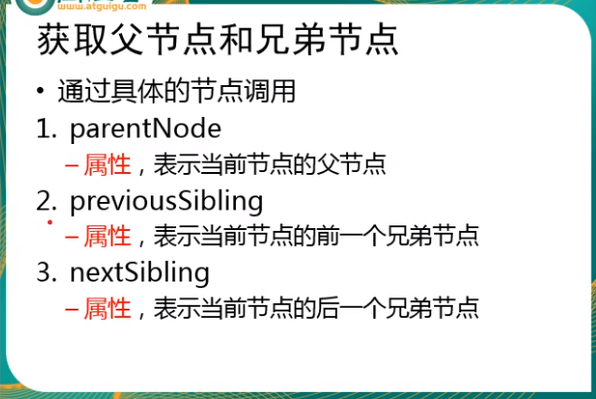 www.atguigu.com
获取父节点和兄弟节点
• 通过具体的节点调用
1. parentNode
– 属性，表示当前节点的父节点
2. previousSibling
– 属性，表示当前节点的前一个兄弟节点
3. nextSibling
– 属性，表示当前节点的后一个兄弟节点